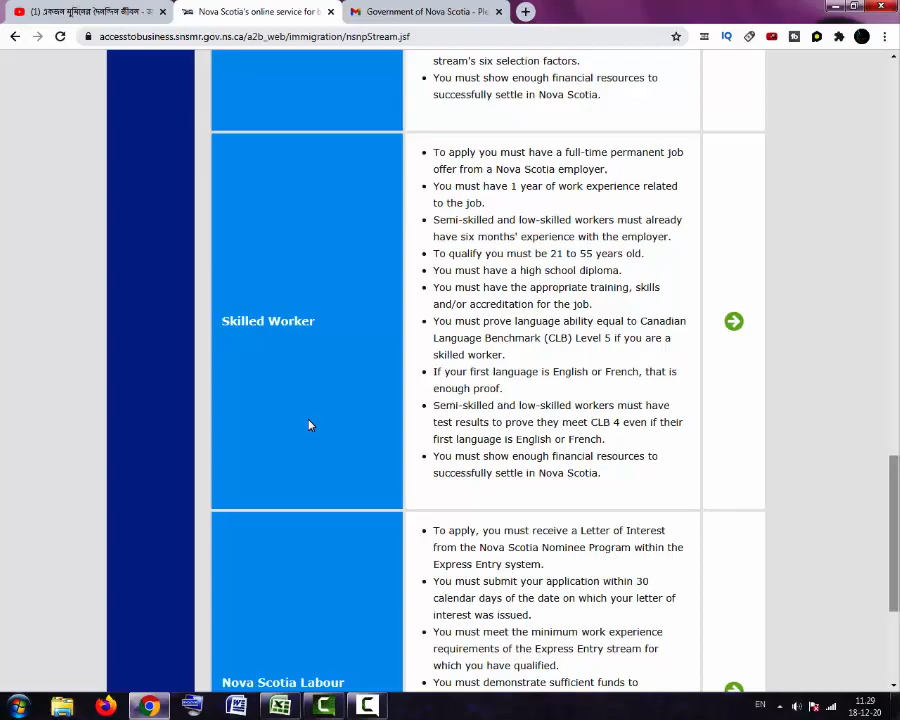 (1) একজন মুমিনের দৈনন্দিন জীবন -
Nova Scotia's online service for b
Government of Nova Scotia - Ple
accesstobusiness.snsmr.gov.ns.ca/a2b_web/immigration/nsnpStream.jsf
stream's six selection factors.
You must show enough financial resources to
successfully settle in Nova Scotia.
Skilled Worker
To apply you must have a full-time permanent job
offer from a Nova Scotia employer.
You must have 1 year of work experience related
to the job.
Semi-skilled and low-skilled workers must already
have six months' experience with the employer.
To qualify you must be 21 to 55 years old.
You must have a high school diploma.
You must have the appropriate training, skills
and/or accreditation for the job.
You must prove language ability equal to Canadian
Language Benchmark (CLB) Level 5 if you are a
skilled worker.
If your first language is English or French, that is
enough proof.
Semi-skilled and low-skilled workers must have
test results to prove they meet CLB 4 even if their
first language is English or French.
You must show enough financial resources to
successfully settle in Nova Scotia.
Nova Scotia Labour
To apply, you must receive a Letter of Interest
from the Nova Scotia Nominee Program within the
Express Entry system.
You must submit your application within 30
calendar days of the date on which your letter of
interest was issued.
You must meet the minimum work experience
requirements of the Express Entry stream for
which you have qualified.
You must demonstrate sufficient funds to
EN
11.29
18-12-20